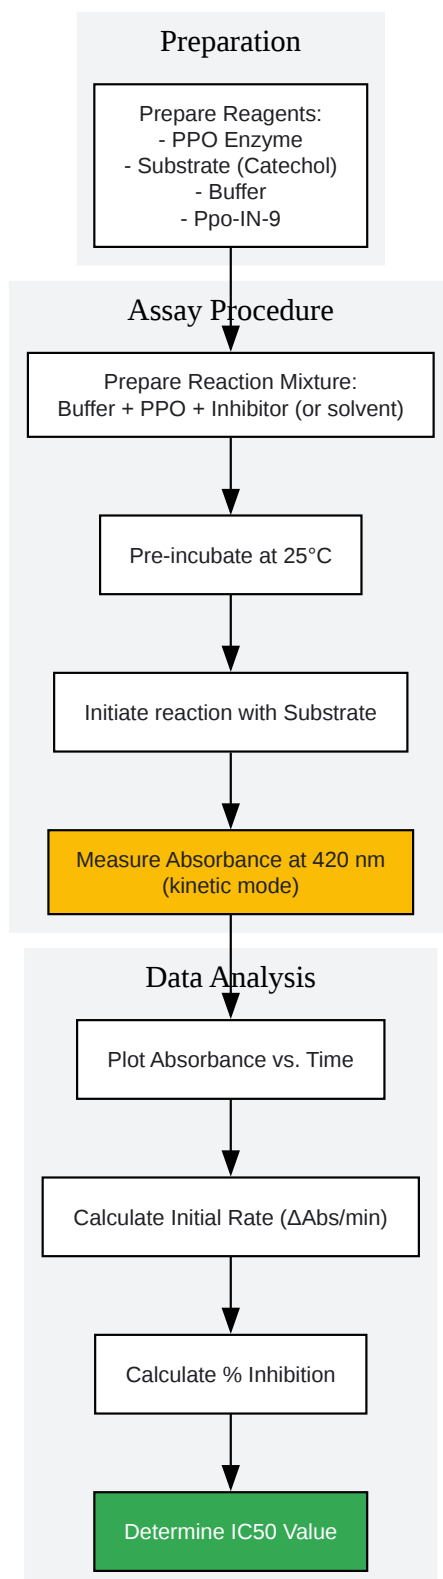 Preparation
Prepare Reagents:
- PPO Enzyme
- Substrate (Catechol)
- Buffer
- Ppo-IN-9
Assay Procedure
Prepare Reaction Mixture:
Buffer + PPO + Inhibitor (or solvent)
Pre-incubate at 25°C
Initiate reaction with Substrate
Measure Absorbance at 420 nm
(kinetic mode)
Data Analysis
Plot Absorbance vs. Time
Calculate Initial Rate (ΔAbs/min)
Calculate % Inhibition
Determine IC50 Value